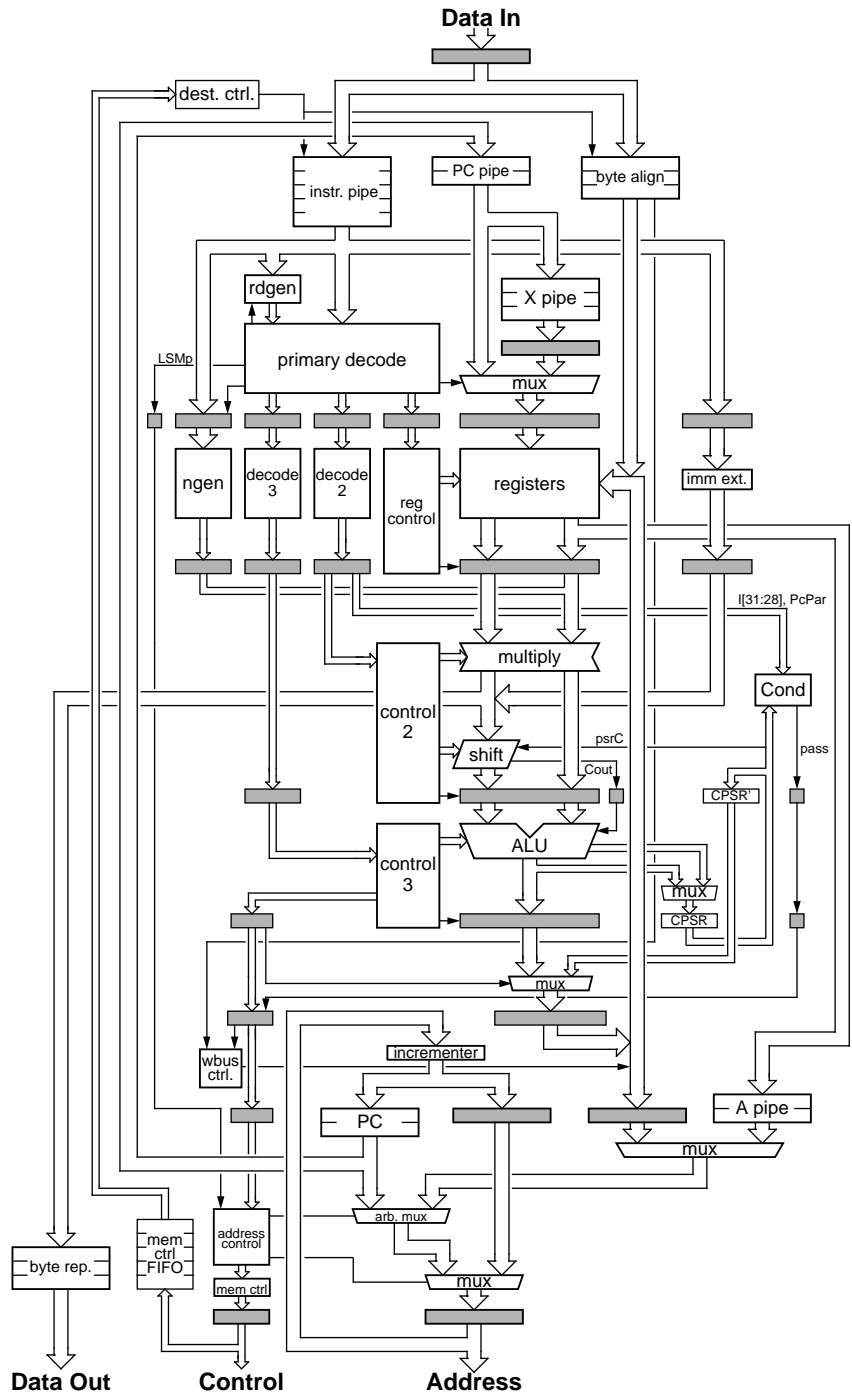 Data In
dest. ctrl.
instr. pipe
PC pipe
byte align
rdgen
X pipe
primary decode
LSMp
mux
ngen
decode
3
decode
2
reg
control
registers
imm ext.
I[31:28], PcPar
multiply
Cond
control
2
psrC
pass
shift
Cout
CPSR'
ALU
control
3
mux
CPSR
mux
incrementer
wbus
ctrl.
PC
A pipe
mux
arb. mux
address
control
mem
ctrl
FIFO
byte rep.
mem ctrl
mux
Data Out
Control
Address